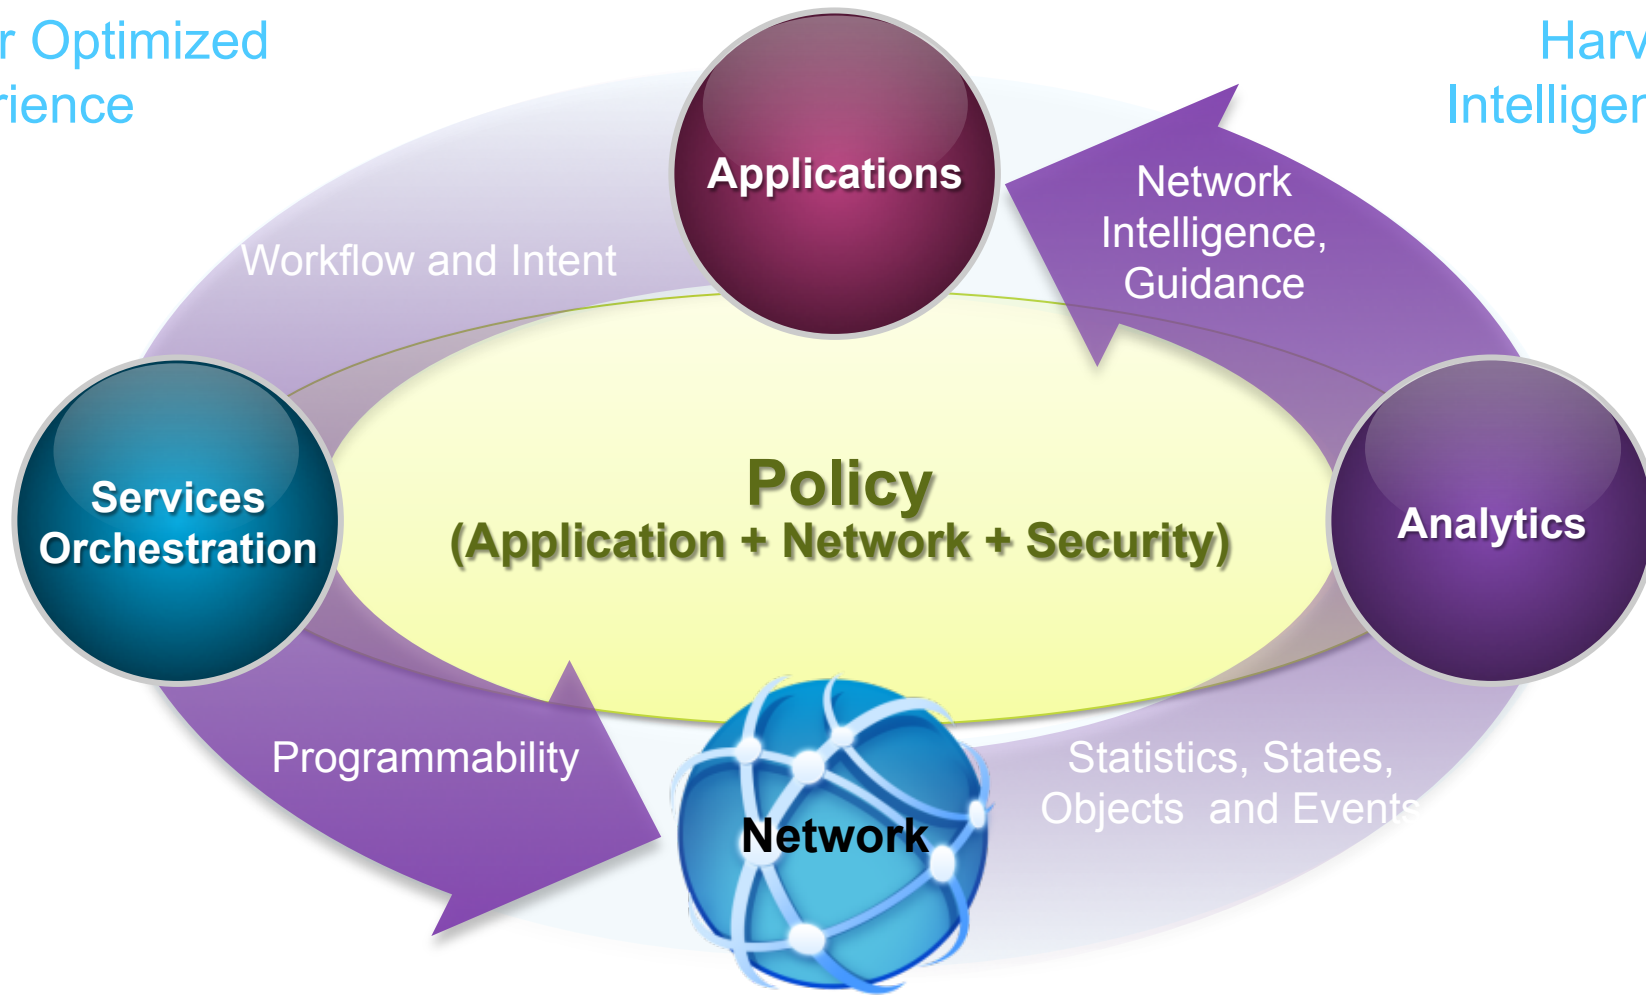 r Optimized
rience
Harv
Intelligen
Applications
Network
Intelligence,
Guidance
Workflow and Intent
Services
Orchestration
Policy
(Application + Network + Security)
Analytics
Programmability
Statistics, States,
Objects and Events
Network